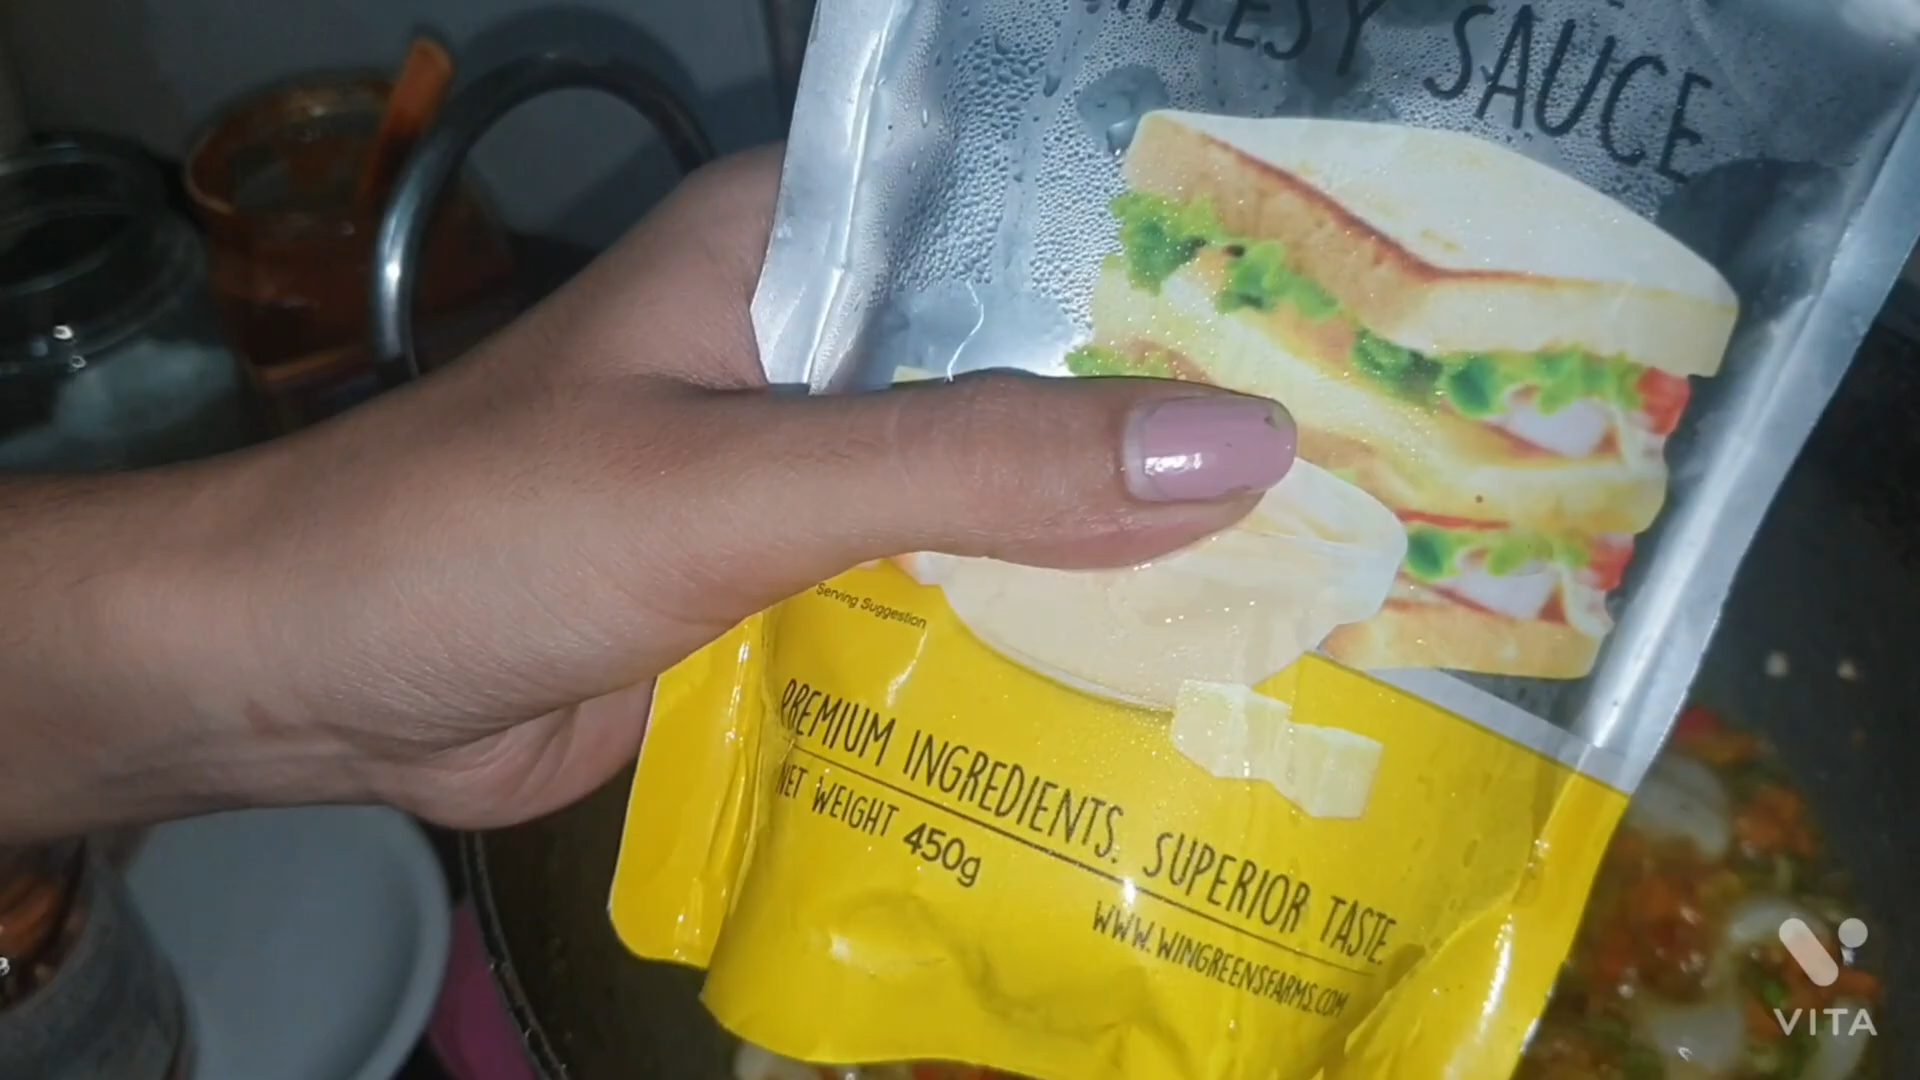 SAUCE
Serving Suggestion
PREMIUM INGREDIENTS. SUPERIOR TASTE.
NET WEIGHT 450g
WWW.WINGREENSFARMS.COM
VITA